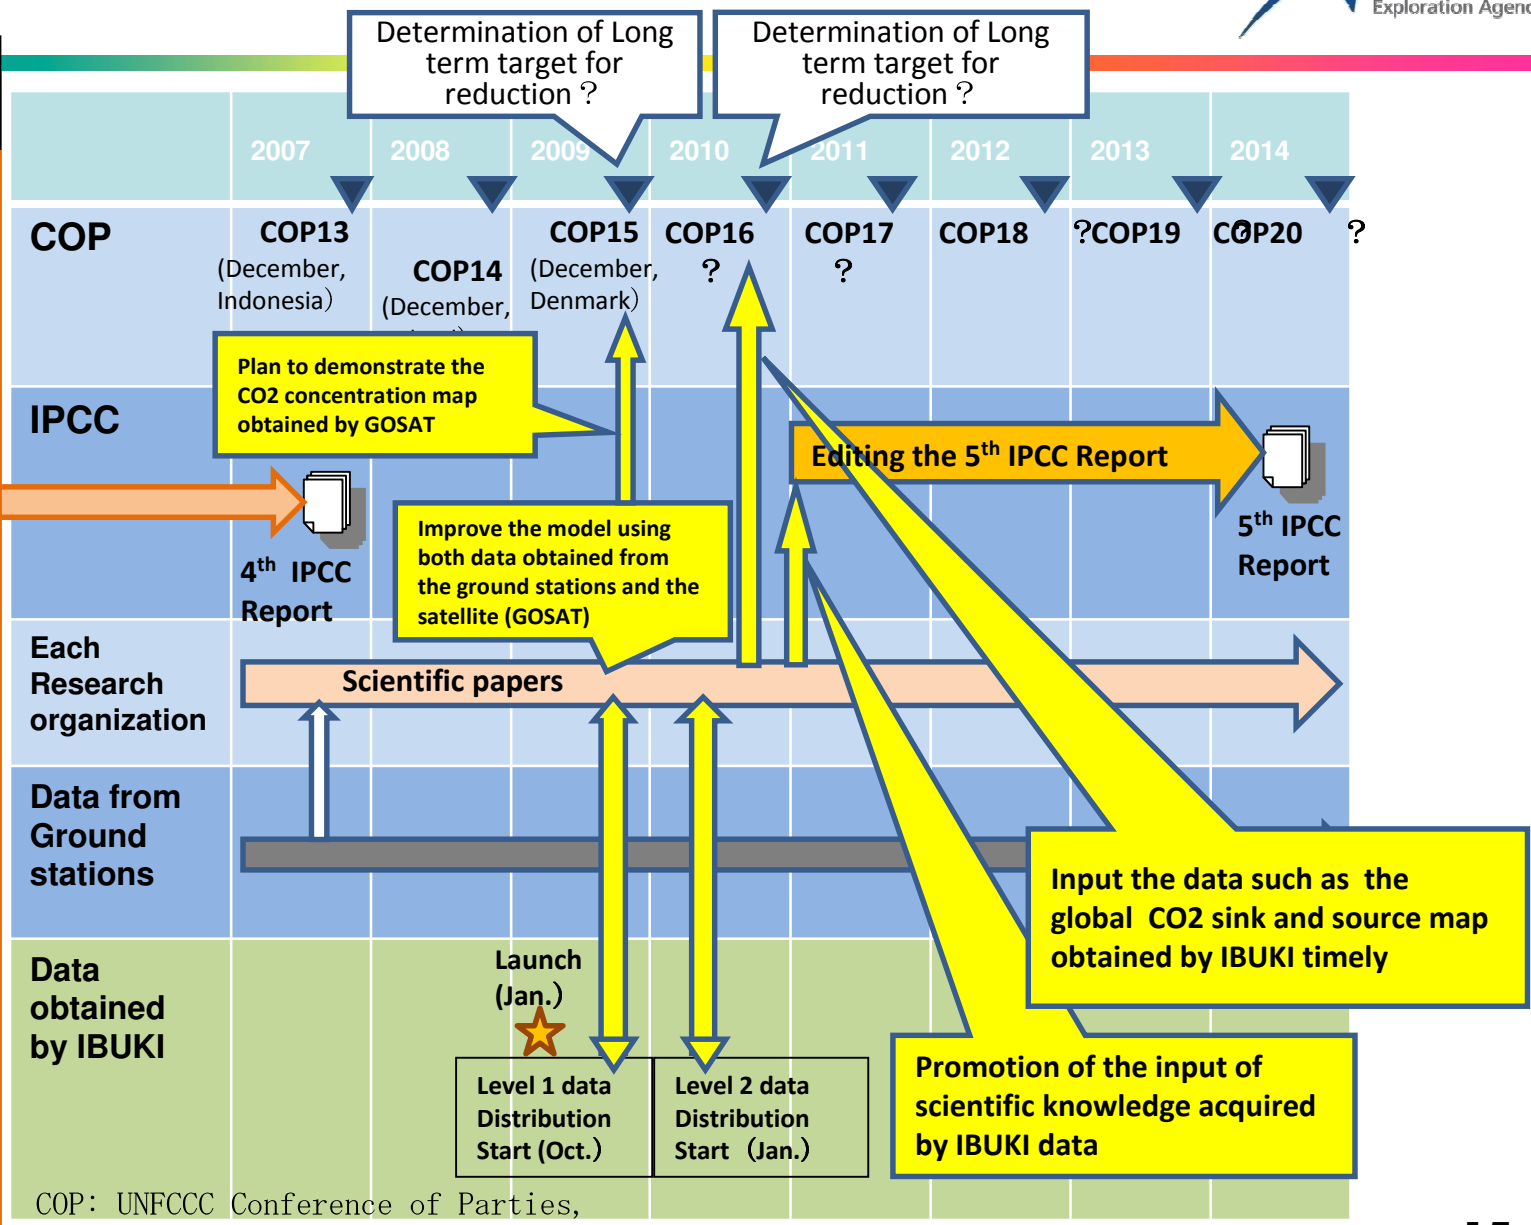 Exploration Agenc
Determination of Long
term target for
reduction？
Determination of Long
term target for
reduction？
2007
2008
2009
2010
2011
2012
2013
2014
COP
COP13
(December,
Indonesia）
COP14
(December,
COP15
(December,
Denmark）
COP16
？
COP17
？
COP18
？
COP19
？
COP20
？
Plan to demonstrate the
CO2 concentration map
obtained by GOSAT
IPCC
Editing the 5th IPCC Report
4th IPCC
Report
5th IPCC
Report
Improve the model using
both data obtained from
the ground stations and the
satellite (GOSAT)
Each
Research
organization
Scientific papers
Data from
Ground
stations
Input the data such as the
global CO2 sink and source map
obtained by IBUKI timely
Data
obtained
by IBUKI
Launch
(Jan.）
Level 1 data
Distribution
Start (Oct.）
Level 2 data
Distribution
Start （Jan.）
Promotion of the input of
scientific knowledge acquired
by IBUKI data
COP: UNFCCC Conference of Parties,